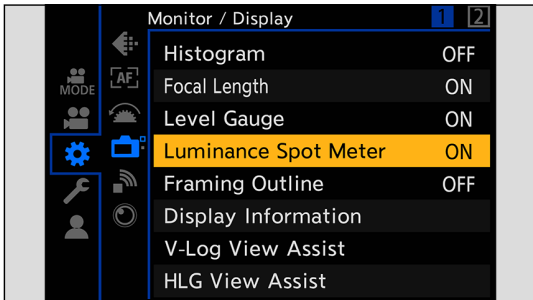 Monitor / Display 1 2
Histogram OFF
Focal Length ON
Level Gauge ON
Luminance Spot Meter ON
Framing Outline OFF
Display Information
V-Log View Assist
HLG View Assist
MODE
AF